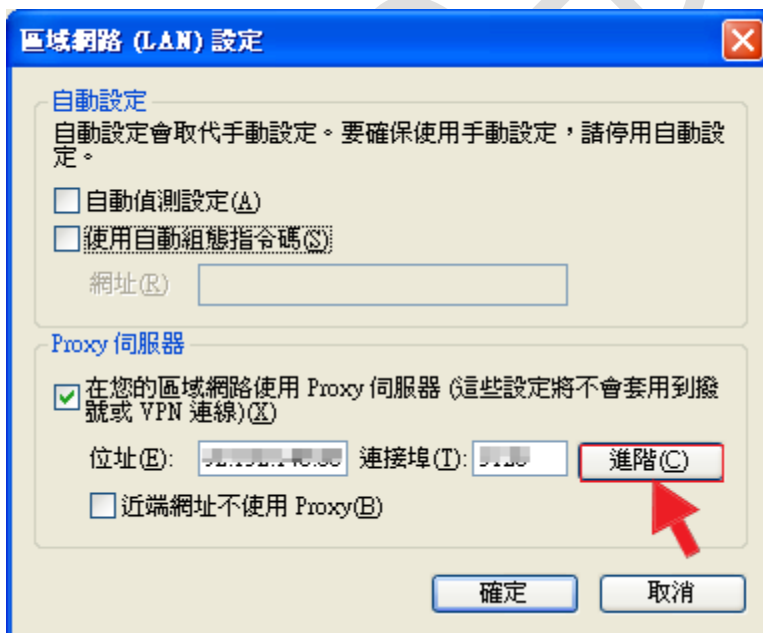 區域網路 (LAN) 設定
自動設定
自動設定會取代手動設定。要確保使用手動設定，請停用自動設
定。
自動偵測設定(A)
使用自動組態指令碼(S)
網址(R)
Proxy 伺服器
在您的區域網路使用 Proxy 伺服器 (這些設定將不會套用到撥
號或 VPN 連線)(X)
位址(E): 連接埠(T): 進階(C)
近端網址不使用 Proxy(B)
確定 取消